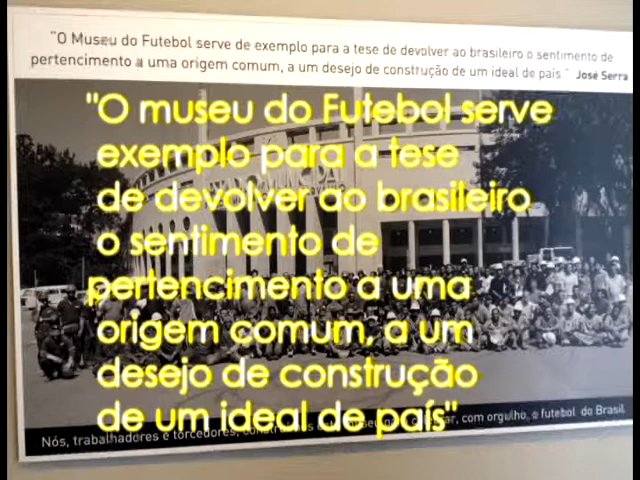 "O Museu do Futebol serve de exemplo para a tese de devolver ao brasileiro o sentimento de
pertencimento a uma origem comum, a um desejo de construção de um ideal de país." José Serra
"O museu do Futebol serve
exemplo para a tese
de devolver ao brasileiro
o sentimento de
pertencimento a uma
origem comum, a um
desejo de construção
de um ideal de país"
Nós, trabalhadores e torcedores, com orgulho, o futebol do Brasil